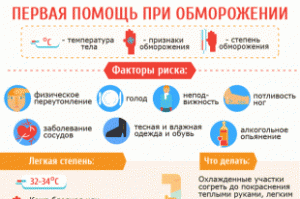 ПЕРВАЯ ПОМОЩЬ ПРИ ОБМОРОЖЕНИИ
°C - температура тела
- признаки обморожения
- степень обморожения
Факторы риска:
физическое переутомление
голод
непод-
вижность
потливость ног
заболевание сосудов
тесная и влажная одежда и обувь
алкогольное опьянение
Легкая степень:
Что делать:
32-34°C
Охлажденные участки
согреть до покраснения
теплыми руками, легким